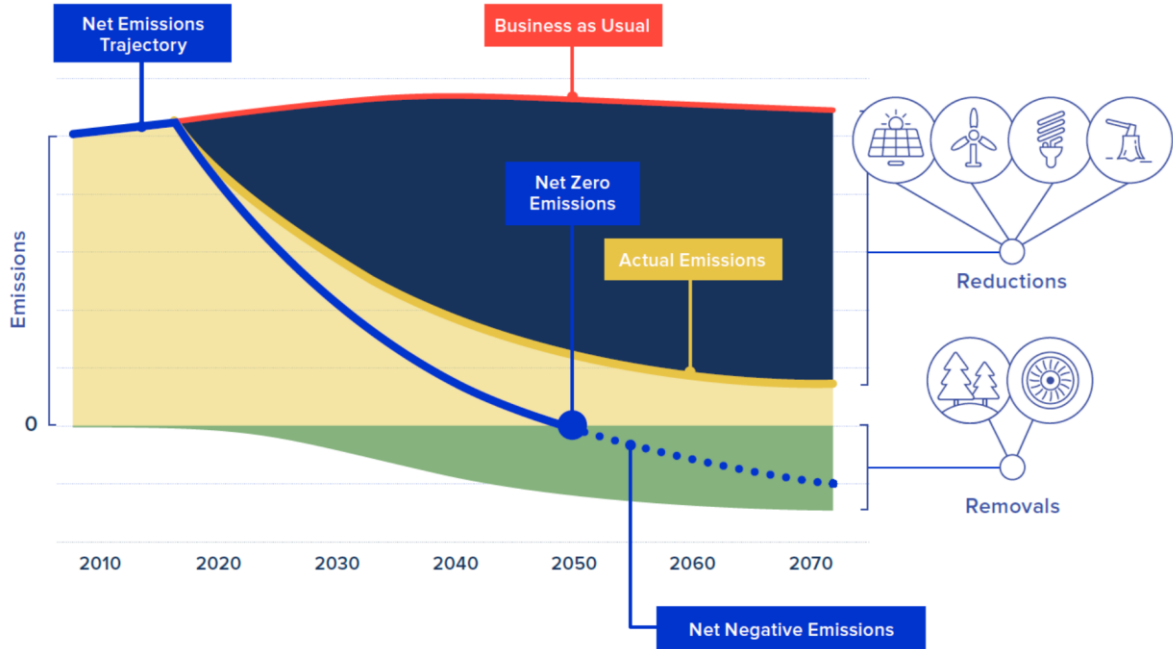 Net Emissions
Trajectory
Business as Usual
Net Zero
Emissions
Actual Emissions
Reductions
Emissions
0
Removals
2010 2020 2030 2040 2050 2060 2070
Net Negative Emissions